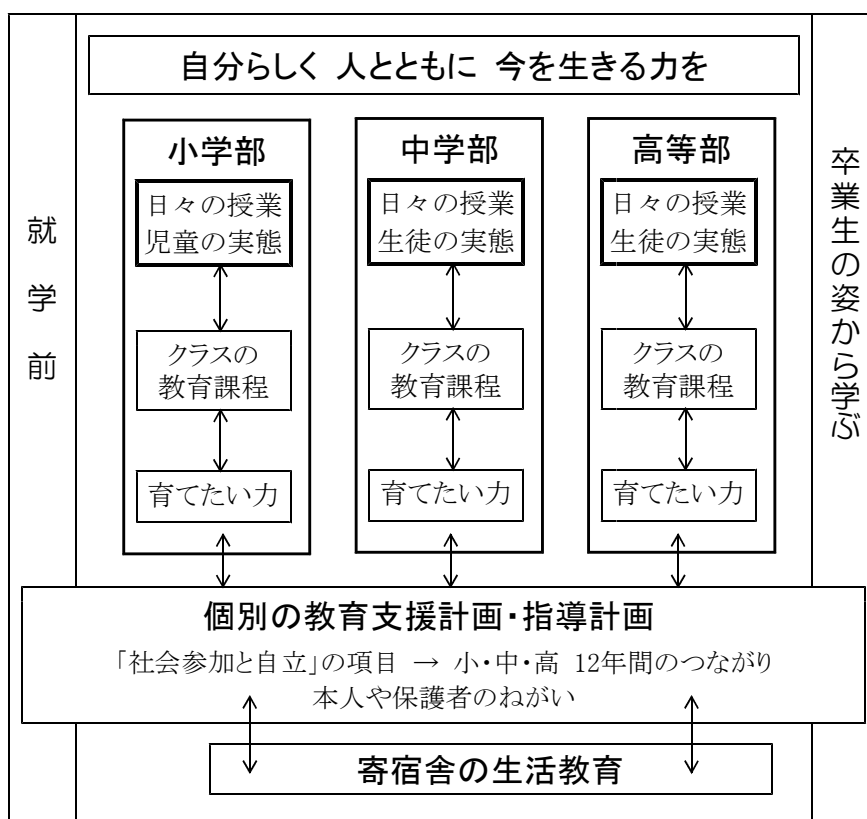 自分らしく 人とともに 今を生きる力を
就学前
小学部
日々の授業
児童の実態
クラスの
教育課程
育てたい力
中学部
日々の授業
生徒の実態
クラスの
教育課程
育てたい力
高等部
日々の授業
生徒の実態
クラスの
教育課程
育てたい力
卒業生の姿から学ぶ
個別の教育支援計画・指導計画
「社会参加と自立」の項目 → 小・中・高 12年間のつながり
本人や保護者のねがい
寄宿舎の生活教育